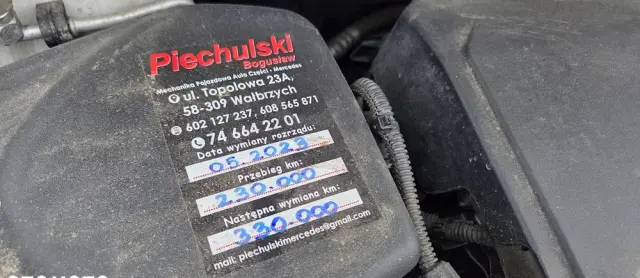 Piechulski
Bogusław
Mechanika Pojazdowa Auto Części - Mercedes
ul. Topolowa 23A,
58-309 Wałbrzych
602 127 237, 608 565 871
74 664 22 01
Data wymiany rozrządu:
05.2023
Przebieg km:
230.000
Następna wymiana km:
330.000
mail: piechulskimercedes@gmail.com